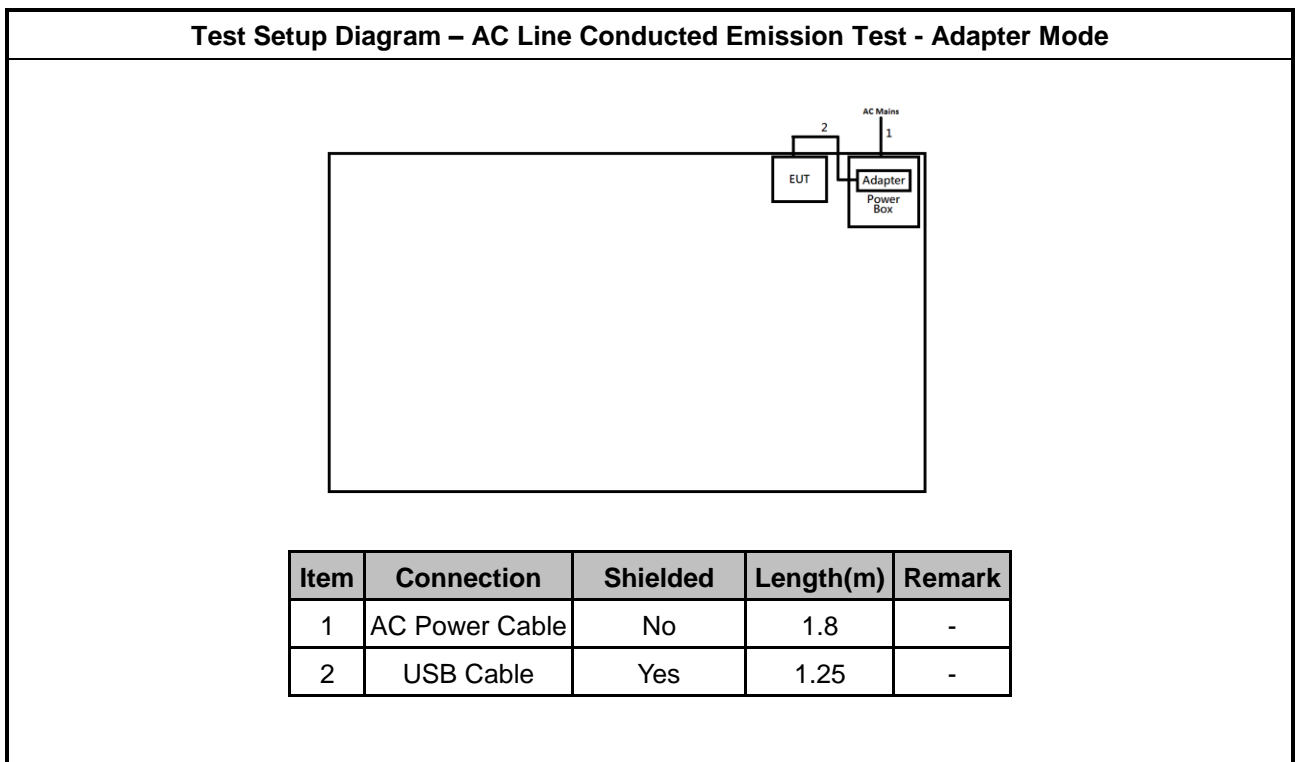 Test Setup Diagram – AC Line Conducted Emission Test - Adapter Mode
AC Mains
2
1
EUT
Adapter
Power
Box
Item Connection Shielded Length(m) Remark
1 AC Power Cable No 1.8 -
2 USB Cable Yes 1.25 -